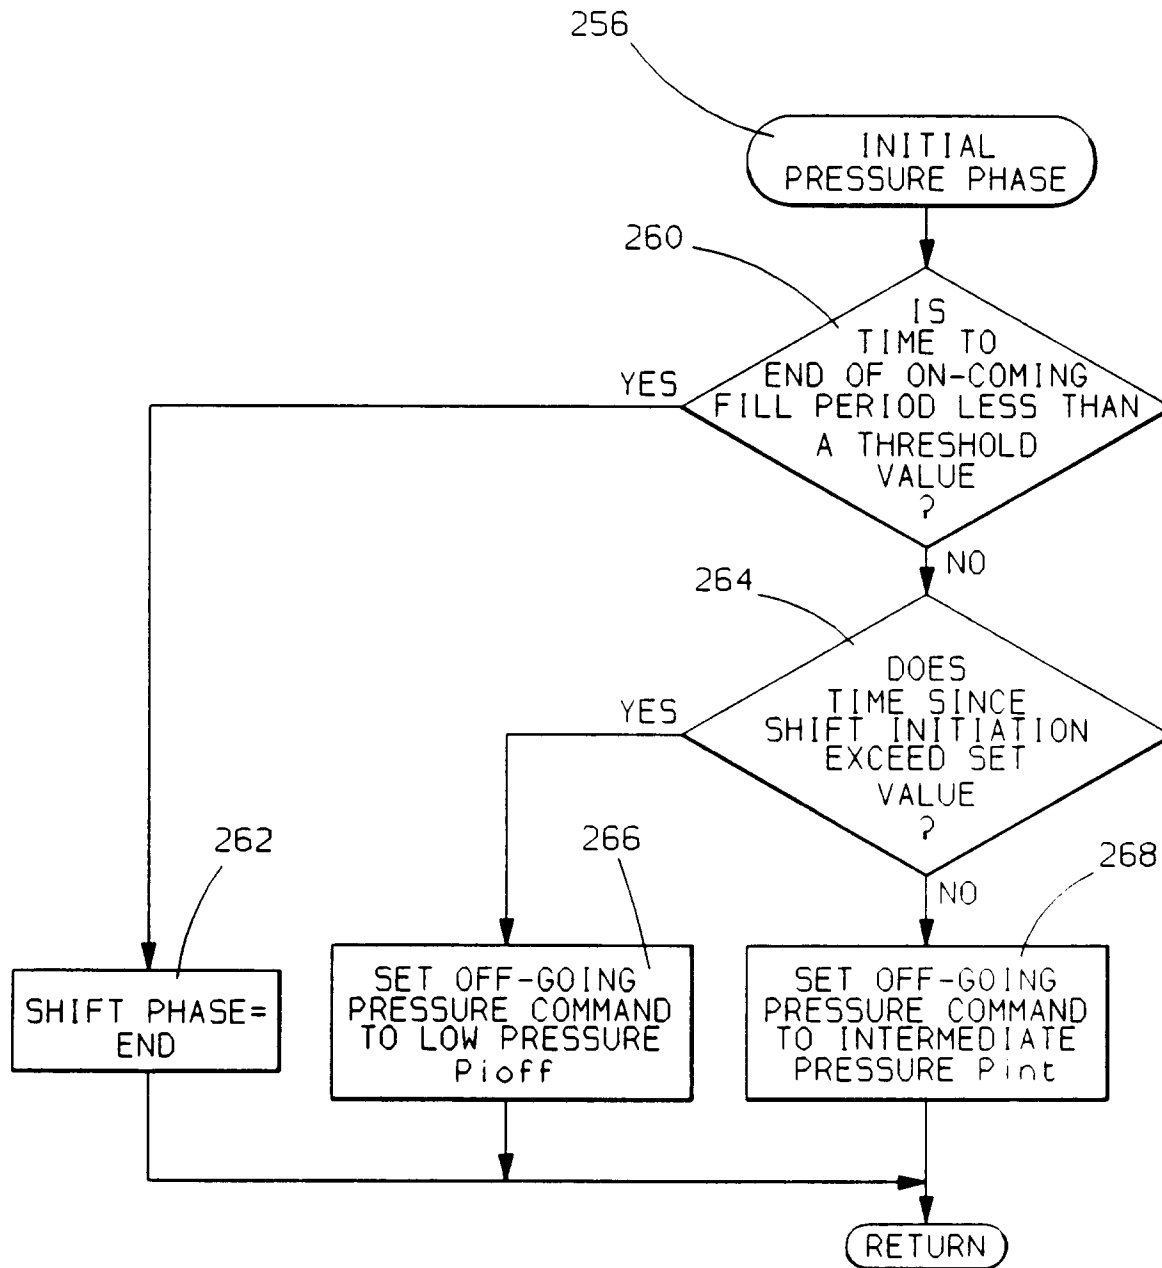 256
INITIAL
PRESSURE PHASE
260
IS
TIME TO
END OF ON-COMING
FILL PERIOD LESS THAN
A THRESHOLD
VALUE
?
YES
NO
264
DOES
TIME SINCE
SHIFT INITIATION
EXCEED SET
VALUE
?
YES
NO
262
SHIFT PHASE=
END
266
SET OFF-GOING
PRESSURE COMMAND
TO LOW PRESSURE
Pioff
268
SET OFF-GOING
PRESSURE COMMAND
TO INTERMEDIATE
PRESSURE Pint
RETURN